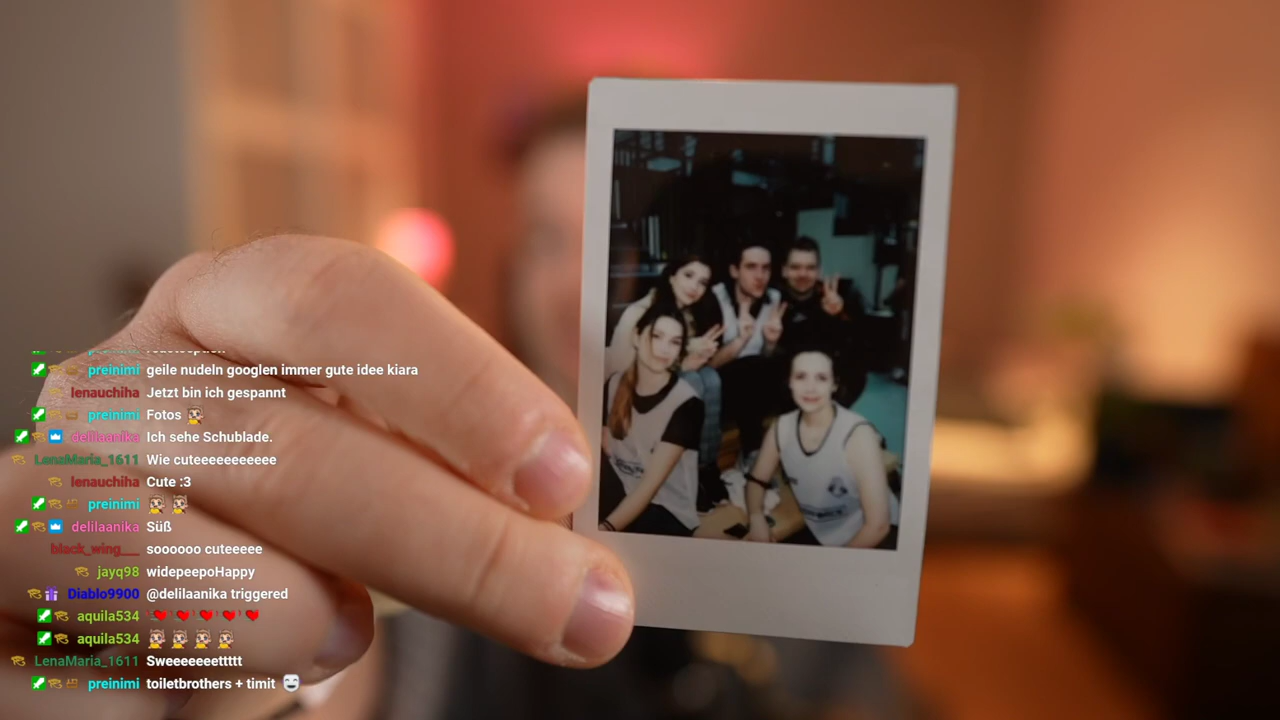 preinimi geile nudeln googlen immer gute idee kiara
lenauchiha Jetzt bin ich gespannt
preinimi Fotos
delilaanika Ich sehe Schublade.
LenaMaria_1611 Wie cuteeeeeeeeeee
lenauchiha Cute :3
preinimi
delilaanika Süß
black_wing___ soooooo cuteeeee
jayq98 widepeepoHappy
Diablo9900 @delilaanika triggered
aquila534
aquila534
LenaMaria_1611 Sweeeeeeettttt
preinimi toiletbrothers + timit